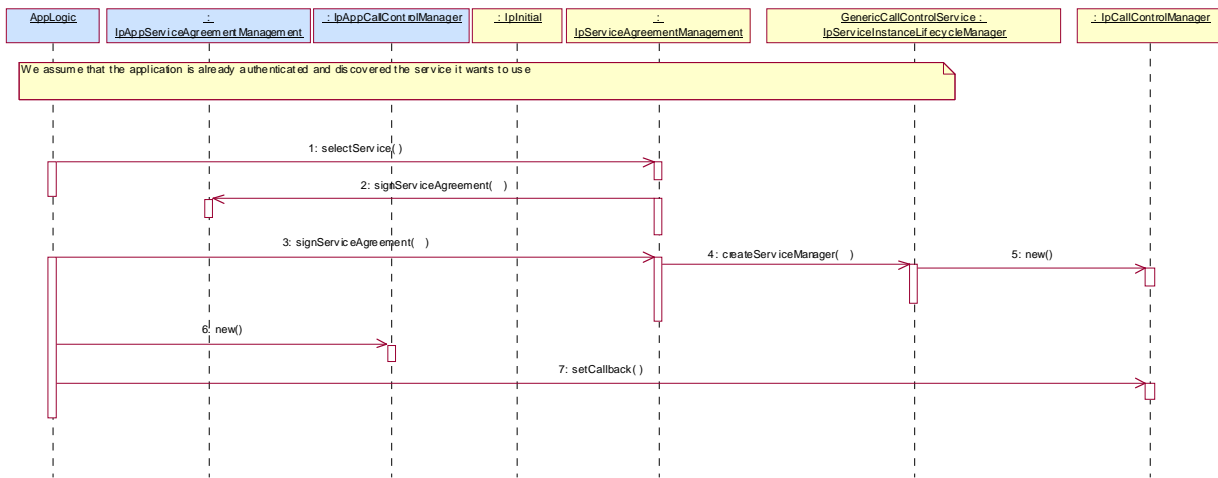 AppLogic
:
IpAppServiceAgreementManagement
: IpAppCallControlManager
: IpInitial
:
IpServiceAgreementManagement
GenericCallControlService :
IpServiceInstanceLifecycleManager
: IpCallControlManager
We assume that the application is already authenticated and discovered the service it wants to use
1: selectService( )
2: signServiceAgreement( )
3: signServiceAgreement( )
4: createServiceManager( )
5: new()
6: new()
7: setCallback( )